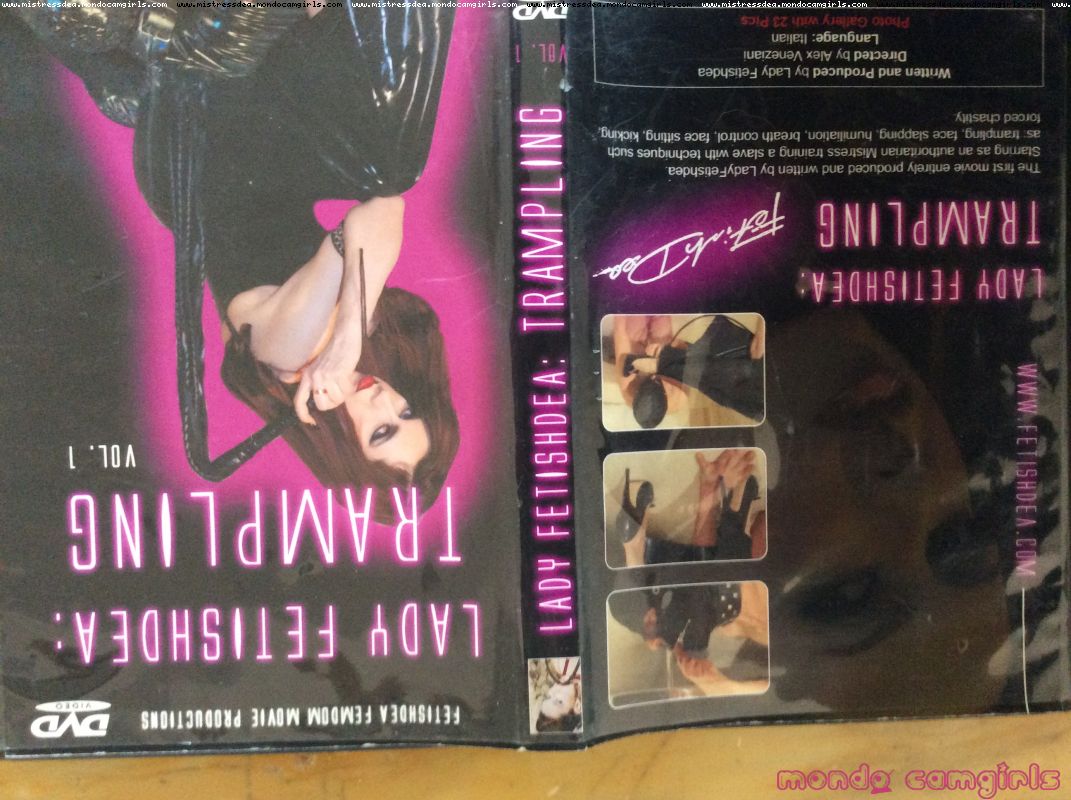 www.mistressdea.mondocamgirls.com www.mistressdea.mondocamgirls.com www.mistressdea.mondocamgirls.com www.mistressdea.mondocamgirls.com www.mistressdea.mondocamgirls.com www.mistressdea.mondocamgirls.com
FETISHDEA FEMDOM MOVIE PRODUCTIONS
DVD
VIDEO
LADY FETISHDEA:
TRAMPLING
VOL. 1
LADY FETISHDEA: TRAMPLING
VOL. 1
DVD
WWW.FETISHDEA.COM
LADY FETISHDEA:
TRAMPLING
FetishDea
The first movie entirely produced and written by LadyFetishdea.
Starring as an authoritarian Mistress training a slave with techniques such
as: trampling, face slapping, humiliation, breath control, face sitting, kicking,
forced chastity
Written and Produced by Lady Fetishdea
Directed by Alex Veneziani
Language: Italian
Photo Gallery with 23 Pics
mondo camgirls